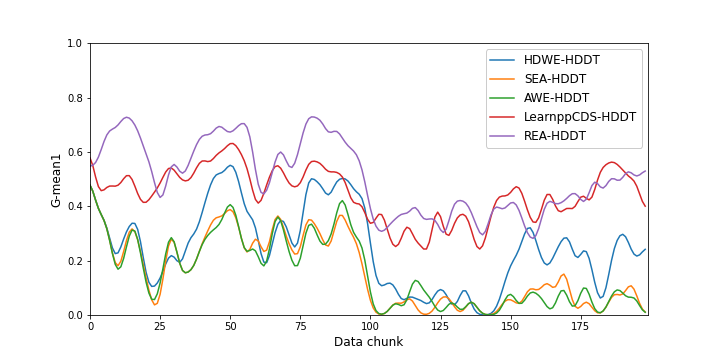 1.0
0.8
0.6
0.4
0.2
0.0
G-mean1
0 25 50 75 100 125 150 175
Data chunk
HDWE-HDDT
SEA-HDDT
AWE-HDDT
LearnppCDS-HDDT
REA-HDDT